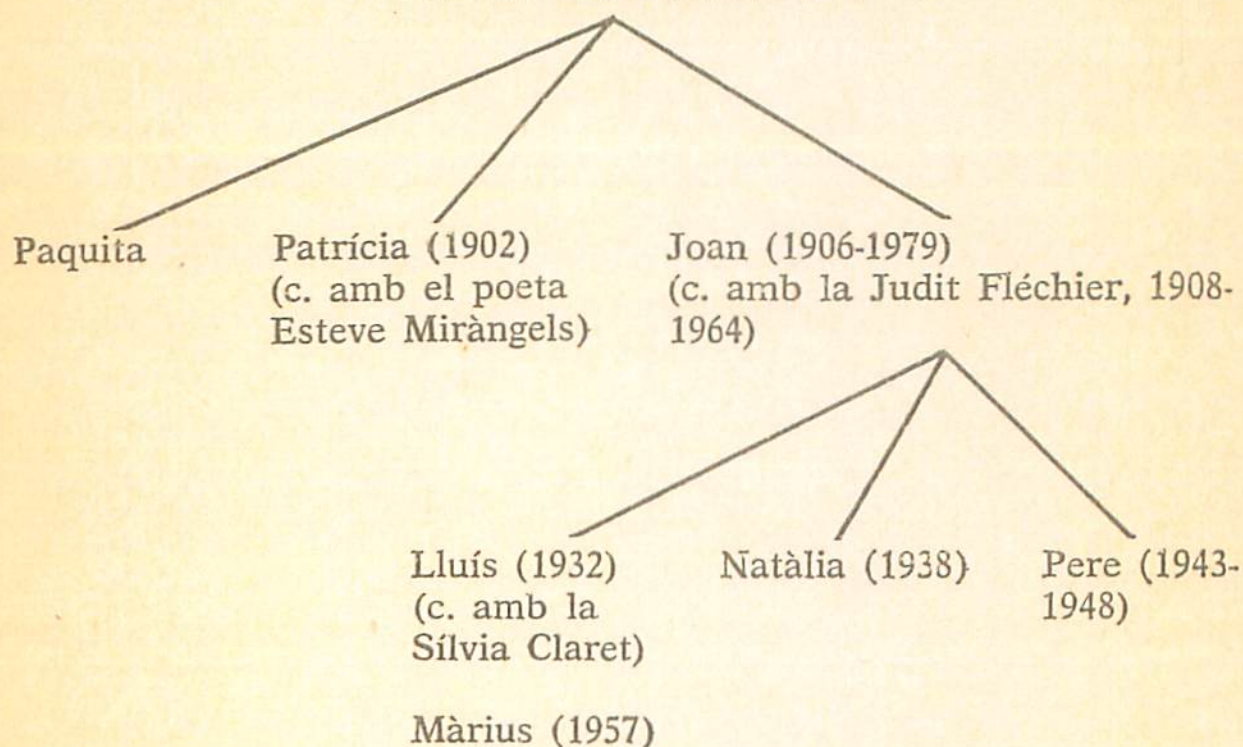 Paquita
Patrícia (1902)
(c. amb el poeta
Esteve Miràngels)
Joan (1906-1979)
(c. amb la Judit Fléchier, 1908-
1964)
Lluís (1932)
(c. amb la
Sílvia Claret)
Natàlia (1938)
Pere (1943-
1948)
Màrius (1957)